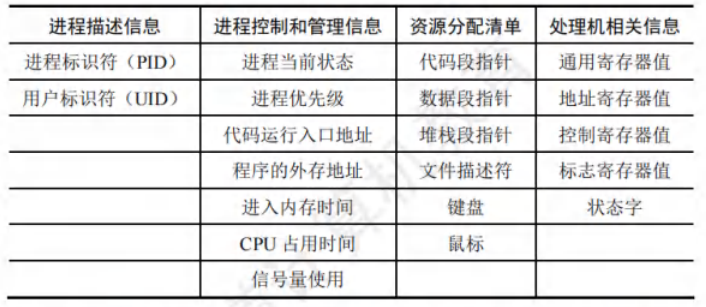 进程描述信息 进程控制和管理信息 资源分配清单 处理机相关信息
进程标识符（PID） 进程当前状态 代码段指针 通用寄存器值
用户标识符（UID） 进程优先级 数据段指针 地址寄存器值
代码运行入口地址 堆栈段指针 控制寄存器值
程序的外存地址 文件描述符 标志寄存器值
进入内存时间 键盘 状态字
CPU 占用时间 鼠标
信号量使用